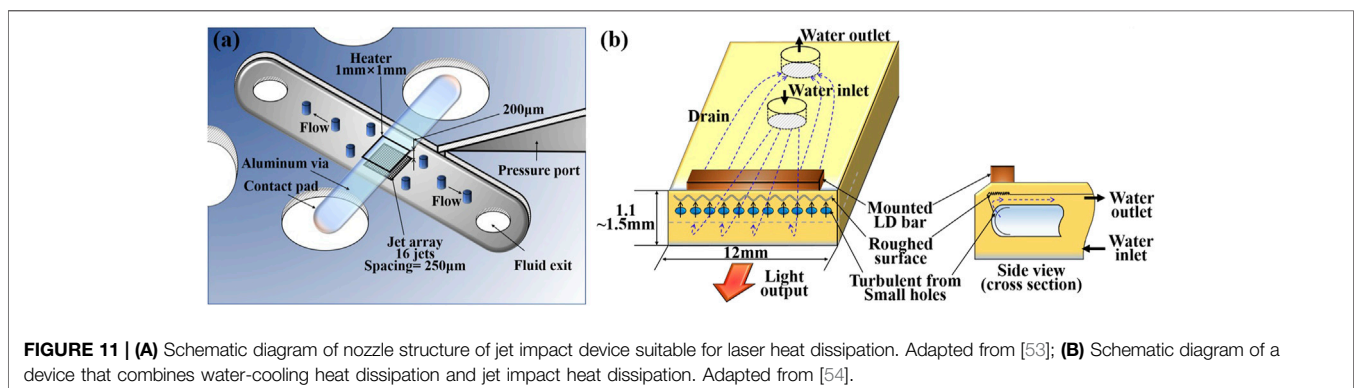 (a)
Heater
1mm×1mm
200μm
Flow
Aluminum via
Contact pad
Pressure port
Flow
Jet array
16 jets
Spacing= 250μm
Fluid exit
(b)
Water outlet
Water inlet
Drain
1.1
~1.5mm
12mm
Light
output
Mounted
LD bar
Roughed
surface
Turbulent from
Small holes
Water
outlet
Water
inlet
Side view
(cross section)
FIGURE 11 | (A) Schematic diagram of nozzle structure of jet impact device suitable for laser heat dissipation. Adapted from [53]; (B) Schematic diagram of a
device that combines water-cooling heat dissipation and jet impact heat dissipation. Adapted from [54].